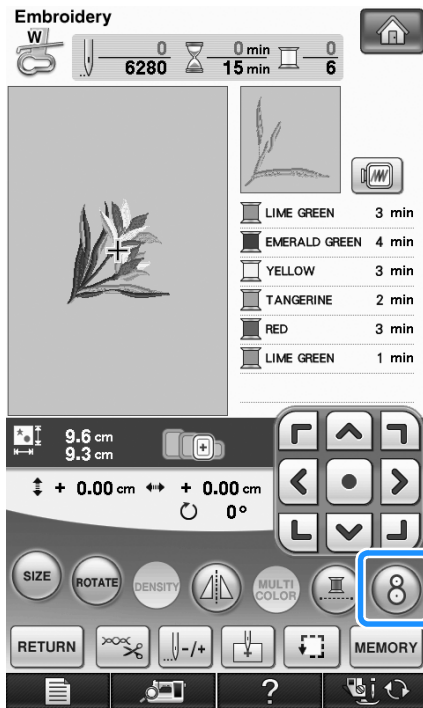 Embroidery
W
0 0 min 0
6280 15 min 6
LIME GREEN 3 min
EMERALD GREEN 4 min
YELLOW 3 min
TANGERINE 2 min
RED 3 min
LIME GREEN 1 min
9.6 cm
9.3 cm
+ 0.00 cm + 0.00 cm
0°
SIZE ROTATE DENSITY MULTI COLOR 8
RETURN -/+ MEMORY
?